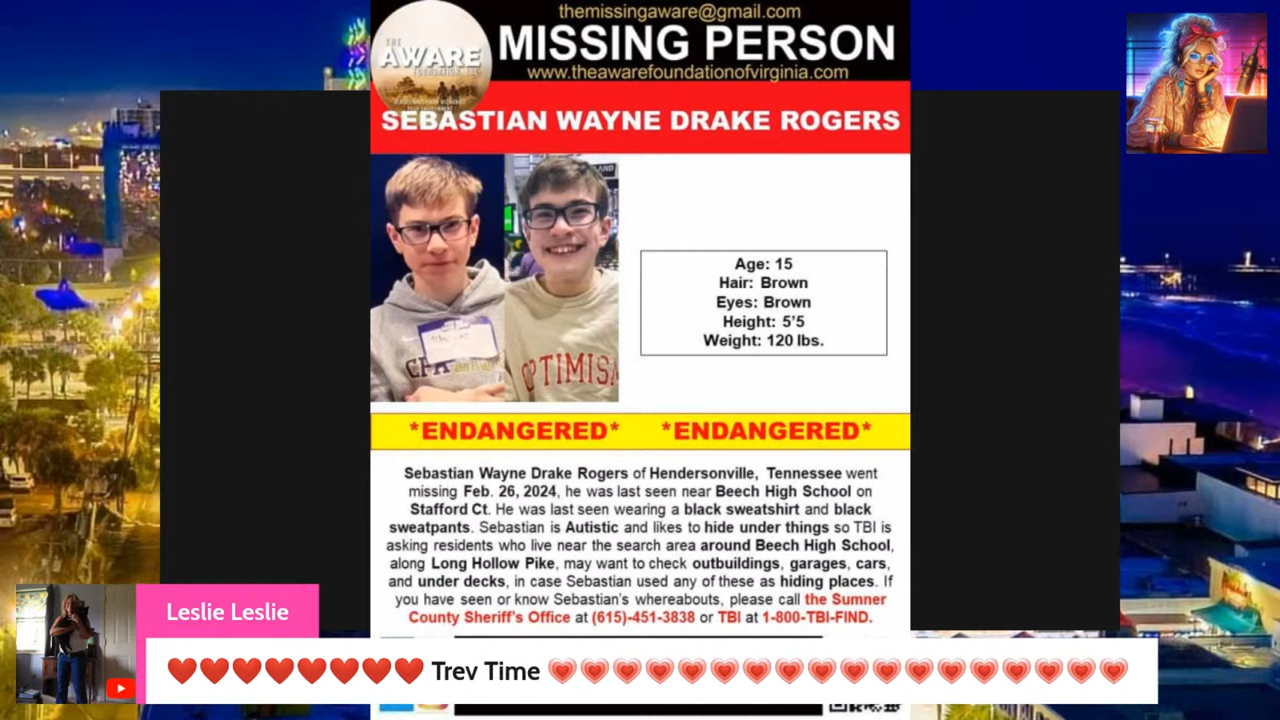 themissingaware@gmail.com
MISSING PERSON
www.theawarefoundationofvirginia.com
THE
AWARE
FOUNDATION, INC.
SEBASTIAN WAYNE DRAKE ROGERS
OPTIMISM
Age: 15
Hair: Brown
Eyes: Brown
Height: 5'5
Weight: 120 lbs.
*ENDANGERED* *ENDANGERED*
Sebastian Wayne Drake Rogers of Hendersonville, Tennessee went
missing Feb. 26, 2024, he was last seen near Beech High School on
Stafford Ct. He was last seen wearing a black sweatshirt and black
sweatpants. Sebastian is Autistic and likes to hide under things so TBI is
asking residents who live near the search area around Beech High School,
along Long Hollow Pike, may want to check outbuildings, garages, cars,
and under decks, in case Sebastian used any of these as hiding places. If
you have seen or know Sebastian's whereabouts, please call the Sumner
County Sheriff's Office at (615)-451-3838 or TBI at 1-800-TBI-FIND.
Leslie Leslie
❤️❤️❤️❤️❤️❤️❤️❤️ Trev Time 💗💗💗💗💗💗💗💗💗💗💗💗💗💗💗💗💗💗